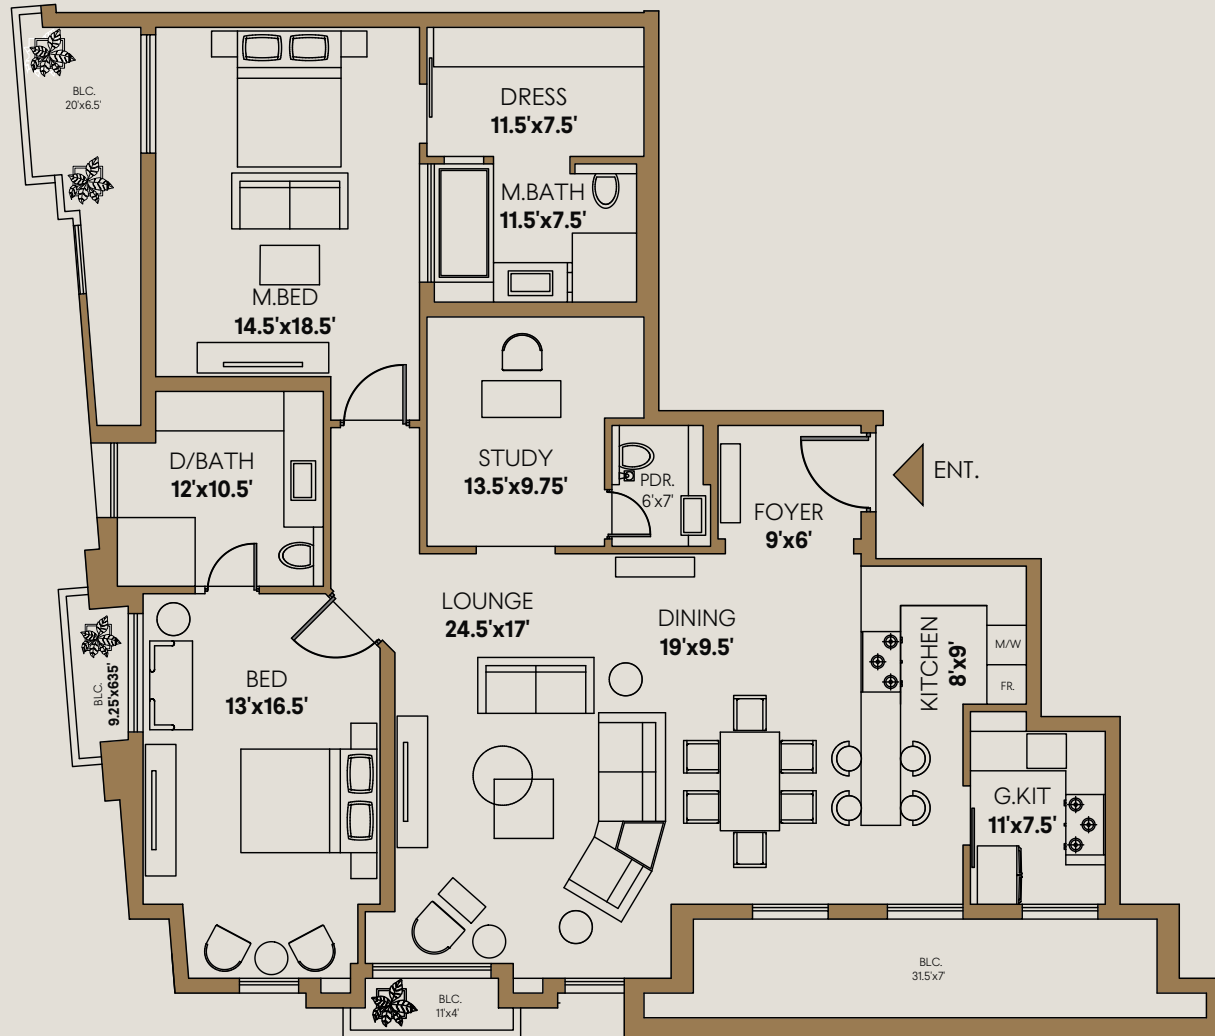 BLC.
20'x6.5'
DRESS
11.5'x7.5'
M.BATH
11.5'x7.5'
M.BED
14.5'x18.5'
D/BATH
12'x10.5'
STUDY
13.5'x9.75'
PDR.
6'x7'
FOYER
9'x6'
ENT.
LOUNGE
24.5'x17'
DINING
19'x9.5'
KITCHEN
8'x9'
M/W
FR.
BLC.
9.25'x635'
BED
13'x16.5'
G.KIT
11'x7.5'
BLC.
31.5'x7'
BLC.
11'x4'